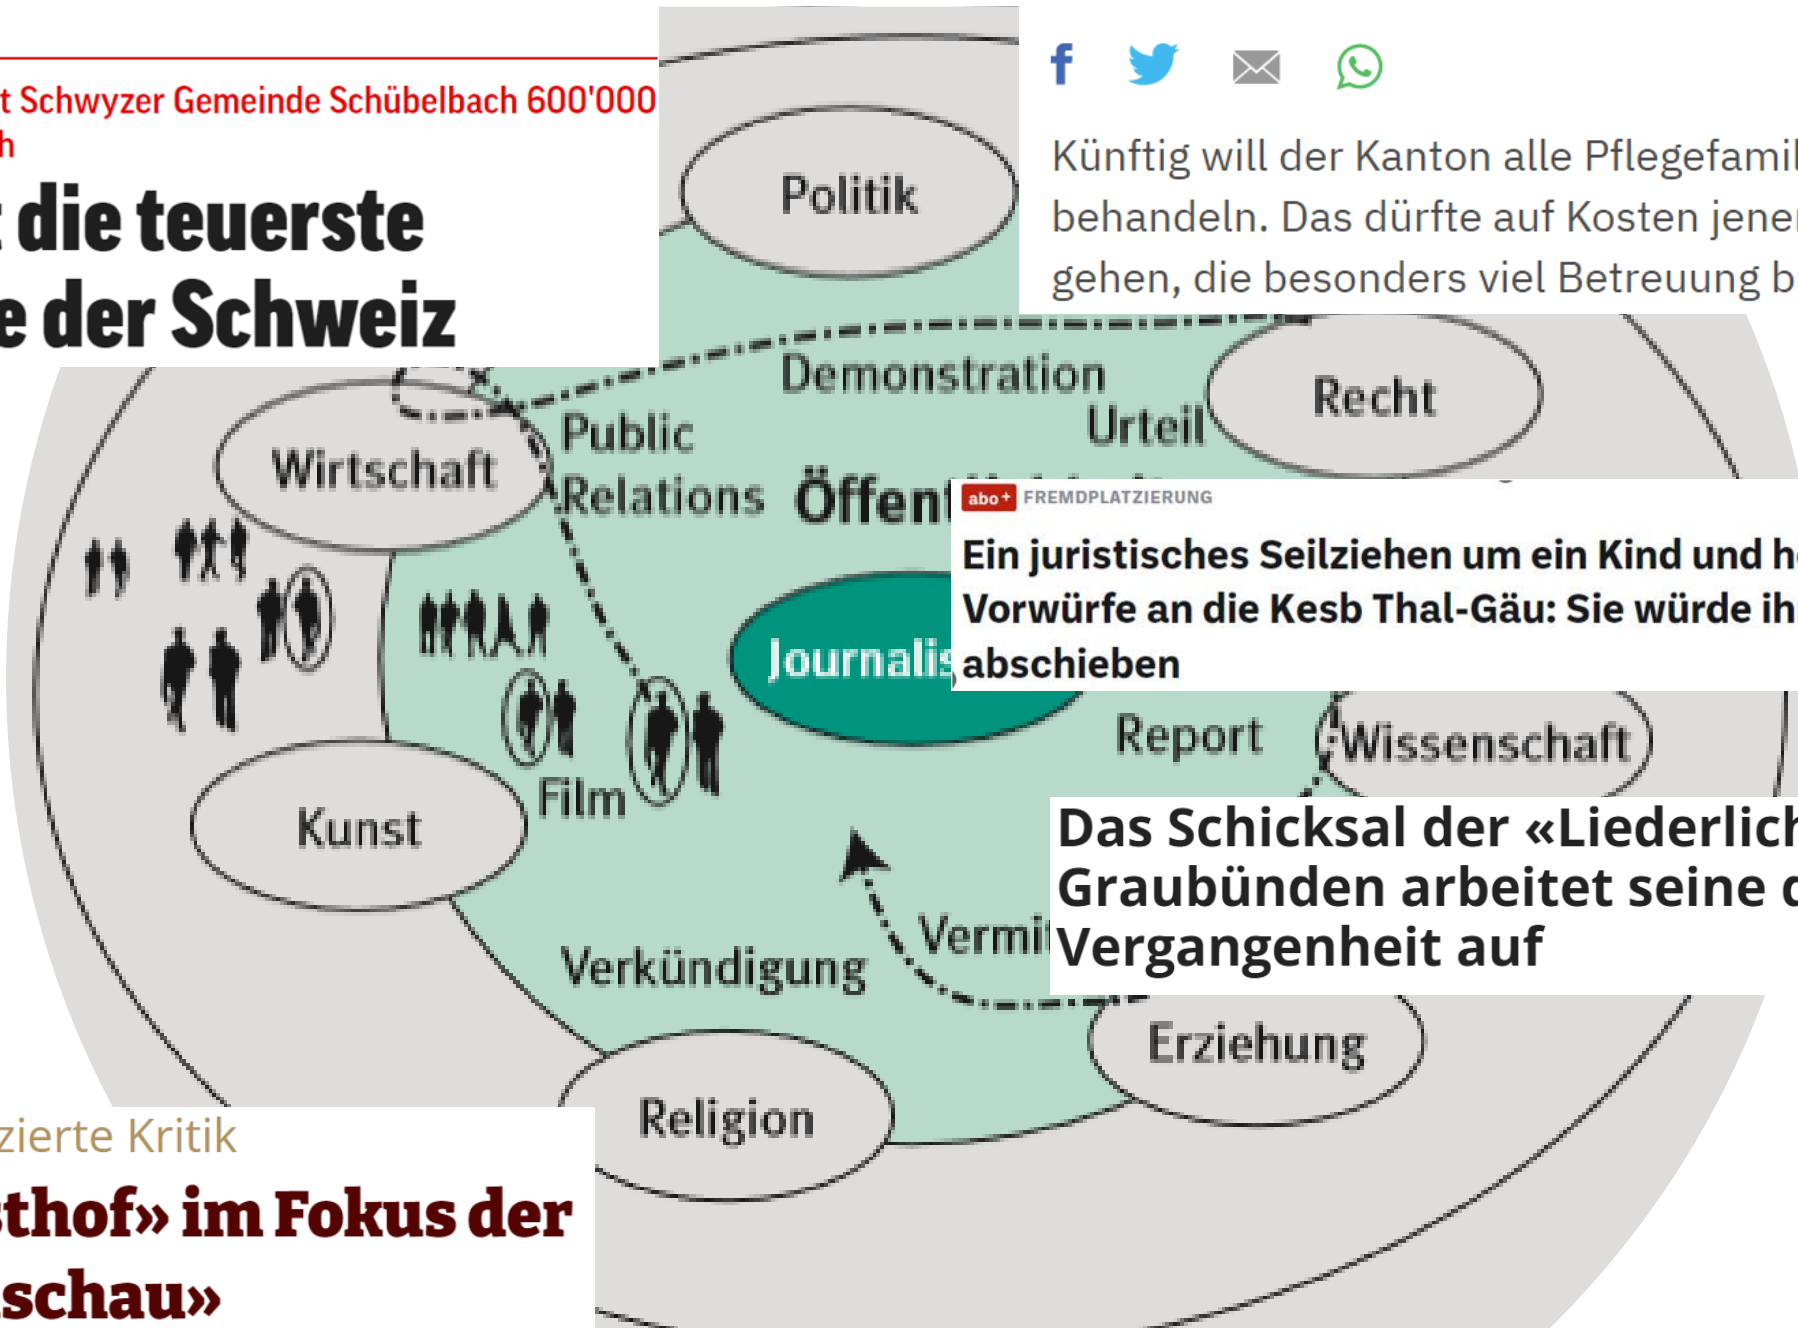 t Schwyzer Gemeinde Schübelbach 600'000
h
die teuerste
e der Schweiz
Künftig will der Kanton alle Pflegefamil
behandeln. Das dürfte auf Kosten jener
gehen, die besonders viel Betreuung b
Politik
Demonstration
Recht
Urteil
Public
Relations
Wirtschaft
Öffent
abo+ FREMDPLATZIERUNG
Ein juristisches Seilziehen um ein Kind und h
Vorwürfe an die Kesb Thal-Gäu: Sie würde ih
abschieben
Journalis
Report
Wissenschaft
Film
Kunst
Das Schicksal der «Liederlich
Graubünden arbeitet seine d
Vergangenheit auf
Vermit
Verkündigung
Erziehung
Religion
zierte Kritik
sthof» im Fokus der
schau»